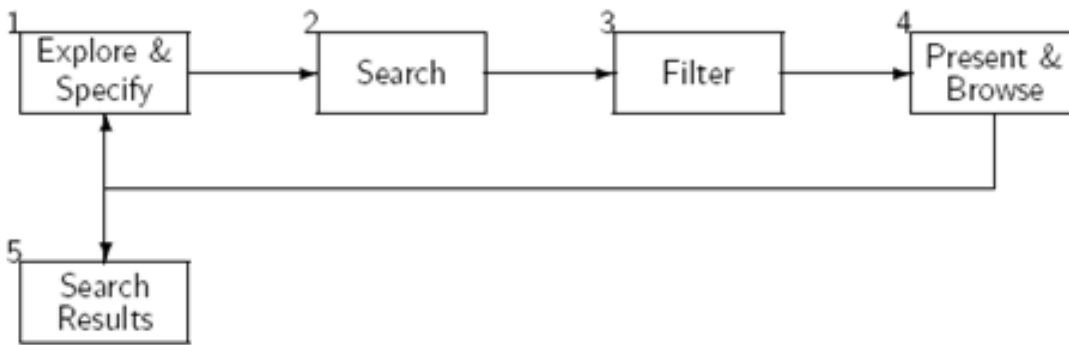 1
Explore &
Specify
2
Search
3
Filter
4
Present &
Browse
5
Search
Results